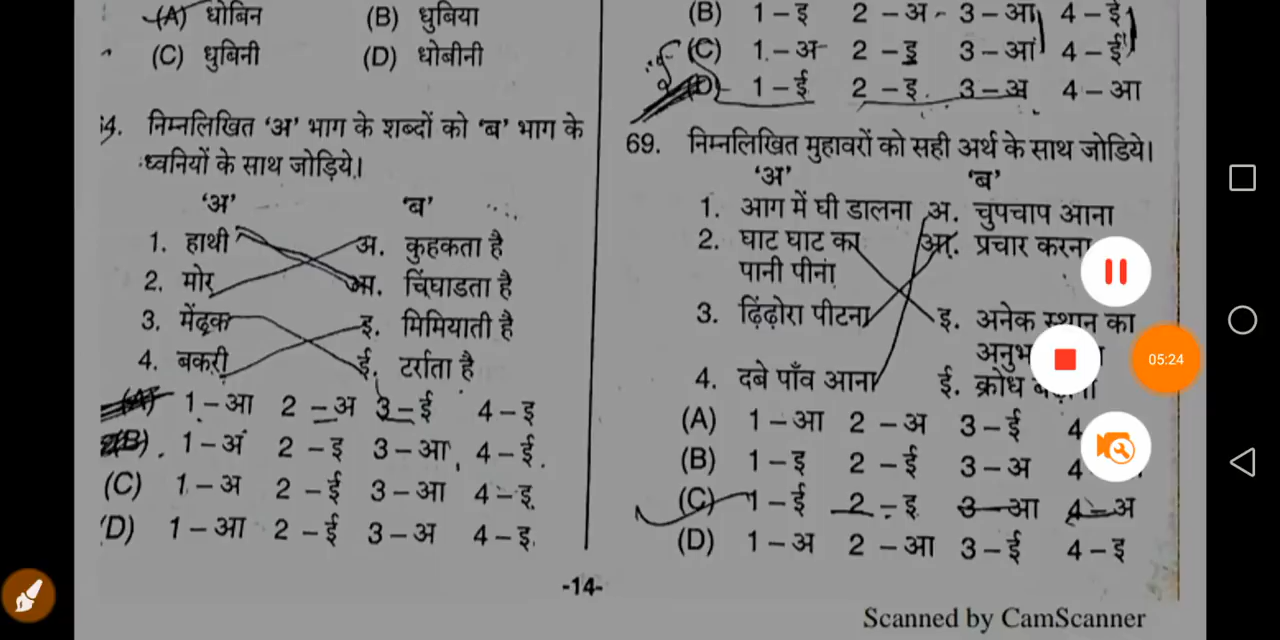 (A) धोबिन (B) धुबिया
(C) धुबिनी (D) धोबीनी
निम्नलिखित ‘अ’ भाग के शब्दों को ‘ब’ भाग के
ध्वनियों के साथ जोड़िये।
‘अ’ ‘ब’
1. हाथी अ. कुहकता है
2. मोर आ. चिंघाडता है
3. मेंढ़क इ. मिमियाती है
4. बकरी ई. टर्राता है
(A) 1 – आ 2 – अ 3 – ई 4 – इ
(B) 1 – अ 2 – इ 3 – आ 4 – ई
(C) 1 – अ 2 – ई 3 – आ 4 – इ
(D) 1 – आ 2 – ई 3 – अ 4 – इ
(B) 1 – इ 2 – अ 3 – आ 4 – ई
(C) 1 – अ 2 – इ 3 – आ 4 – ई
(D) 1 – ई 2 – इ 3 – अ 4 – आ
69. निम्नलिखित मुहावरों को सही अर्थ के साथ जोडिये।
‘अ’ ‘ब’
1. आग में घी डालना अ. चुपचाप आना
2. घाट घाट का आ. प्रचार करना
पानी पीना
3. ढ़िंढ़ोरा पीटना इ. अनेक स्थान का
4. दबे पाँव आना ई. क्रोध
(A) 1 – आ 2 – अ 3 – ई 4
(B) 1 – इ 2 – ई 3 – अ 4
(C) 1 – ई 2 – इ 3 – आ 4 – अ
(D) 1 – अ 2 – आ 3 – ई 4 – इ
-14-
Scanned by CamScanner
05:24